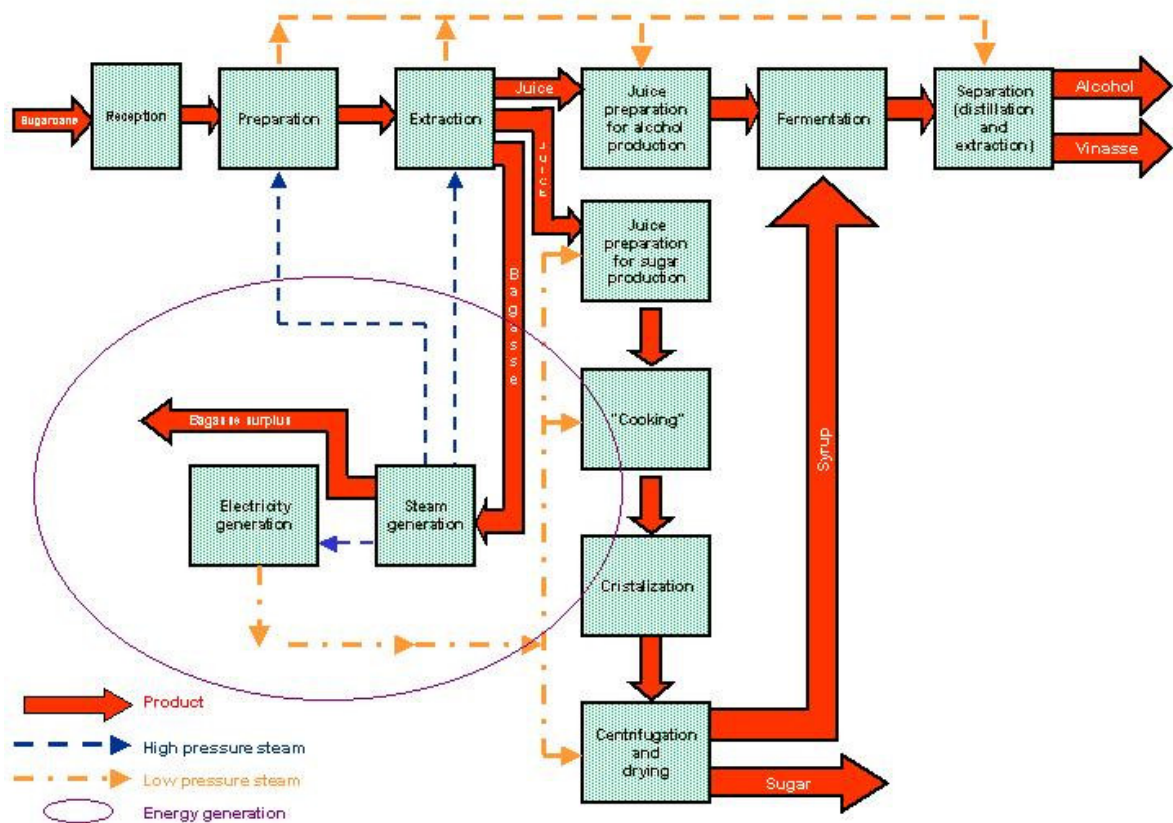 Sugarcane
Reception
Preparation
Extraction
Juice
Juice
preparation
for alcohol
production
Fermentation
Separation
(distillation
and
extraction)
Alcohol
Vinasse
Juice
Juice
preparation
for sugar
production
Bagasse
"Cooking"
Syrup
Bagasse surplus
Electricity
generation
Steam
generation
Cristalization
Centrifugation
and
drying
Sugar
Product
High pressure steam
Low pressure steam
Energy generation